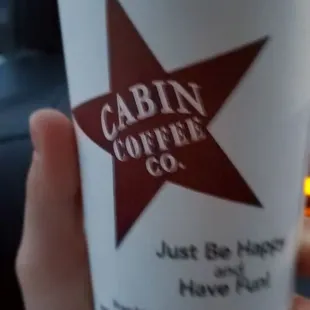 CABIN
COFFEE
CO.
Just Be Happy
and
Have Fun!